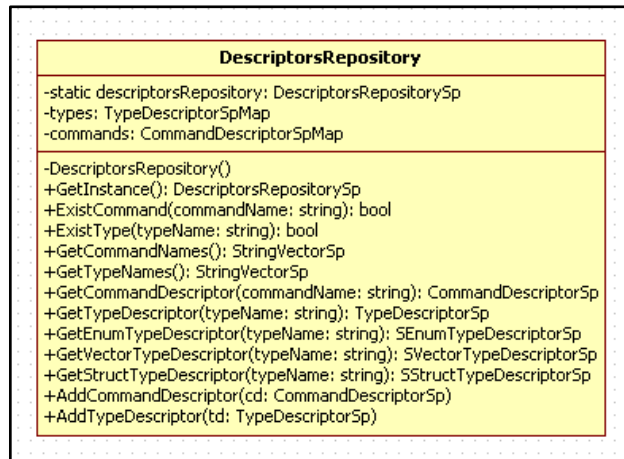 DescriptorsRepository
-static descriptorsRepository: DescriptorsRepositorySp
-types: TypeDescriptorSpMap
-commands: CommandDescriptorSpMap
-DescriptorsRepository()
+GetInstance(): DescriptorsRepositorySp
+ExistCommand(commandName: string): bool
+ExistType(typeName: string): bool
+GetCommandNames(): StringVectorSp
+GetTypeNames(): StringVectorSp
+GetCommandDescriptor(commandName: string): CommandDescriptorSp
+GetTypeDescriptor(typeName: string): TypeDescriptorSp
+GetEnumTypeDescriptor(typeName: string): SEnumTypeDescriptorSp
+GetVectorTypeDescriptor(typeName: string): SVectorTypeDescriptorSp
+GetStructTypeDescriptor(typeName: string): SStructTypeDescriptorSp
+AddCommandDescriptor(cd: CommandDescriptorSp)
+AddTypeDescriptor(td: TypeDescriptorSp)